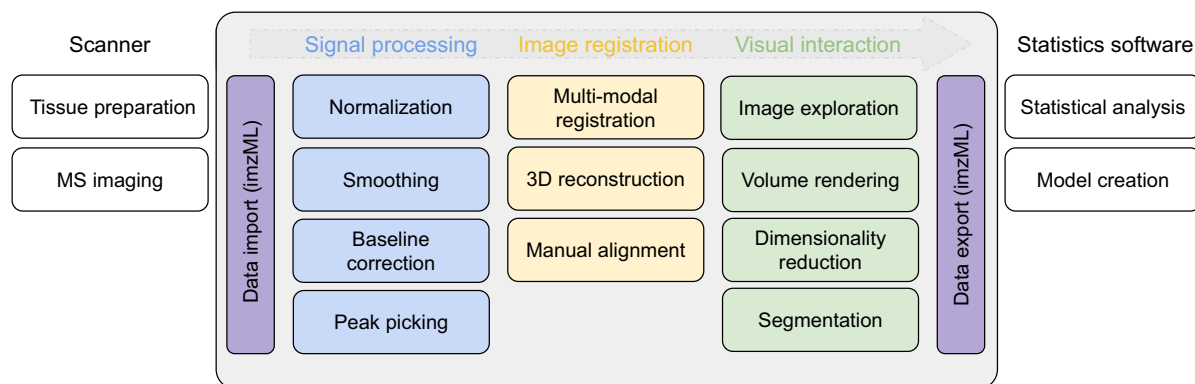 Scanner
Tissue preparation
MS imaging
Data import (imzML)
Signal processing
Normalization
Smoothing
Baseline
correction
Peak picking
Image registration
Multi-modal
registration
3D reconstruction
Manual alignment
Visual interaction
Image exploration
Volume rendering
Dimensionality
reduction
Segmentation
Data export (imzML)
Statistics software
Statistical analysis
Model creation